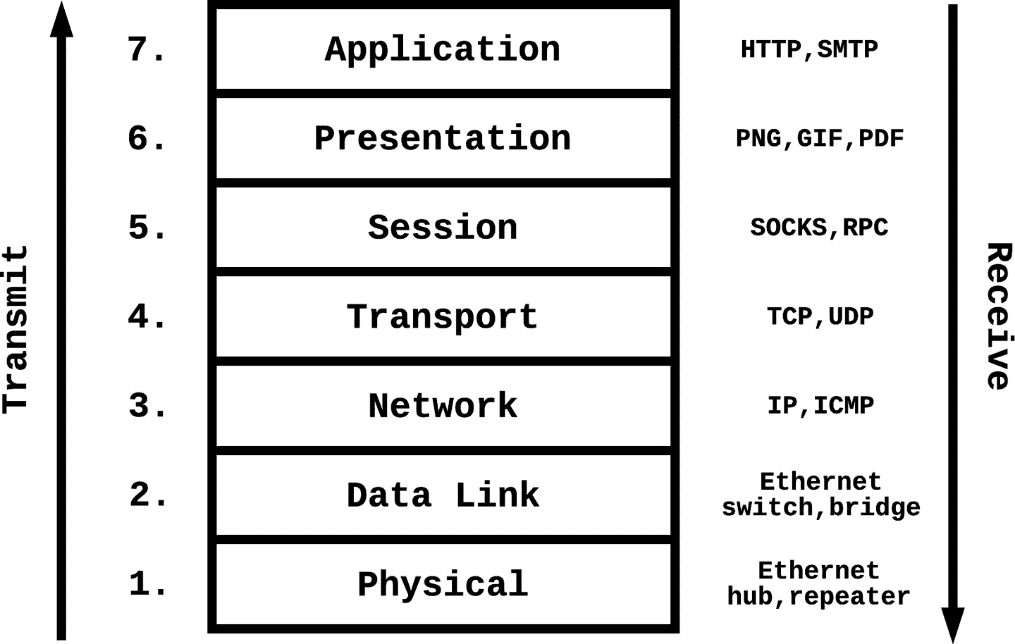 Transmit
7. Application HTTP,SMTP
6. Presentation PNG,GIF,PDF
5. Session SOCKS,RPC
4. Transport TCP,UDP
3. Network IP,ICMP
2. Data Link Ethernet
switch,bridge
1. Physical Ethernet
hub,repeater
Receive